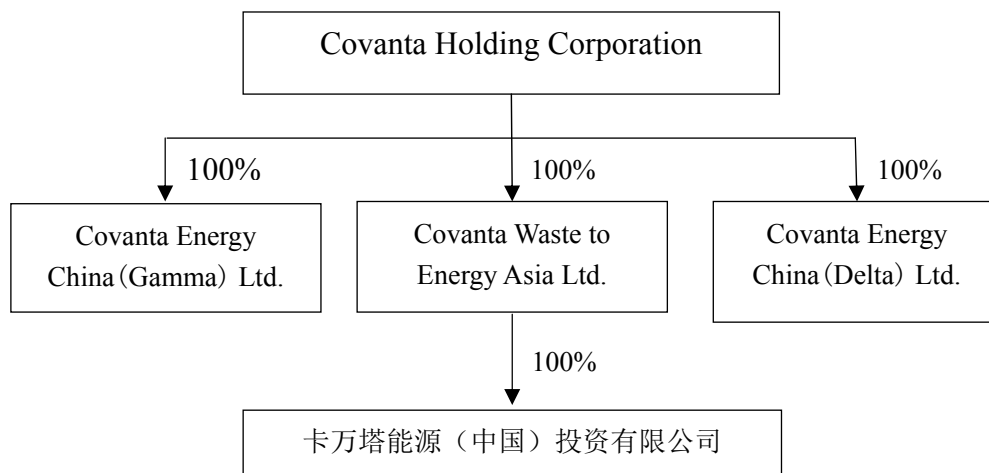 Covanta Holding Corporation
100%
100%
100%
Covanta Energy
China（Gamma）Ltd.
Covanta Waste to
Energy Asia Ltd.
Covanta Energy
China（Delta）Ltd.
100%
卡万塔能源（中国）投资有限公司